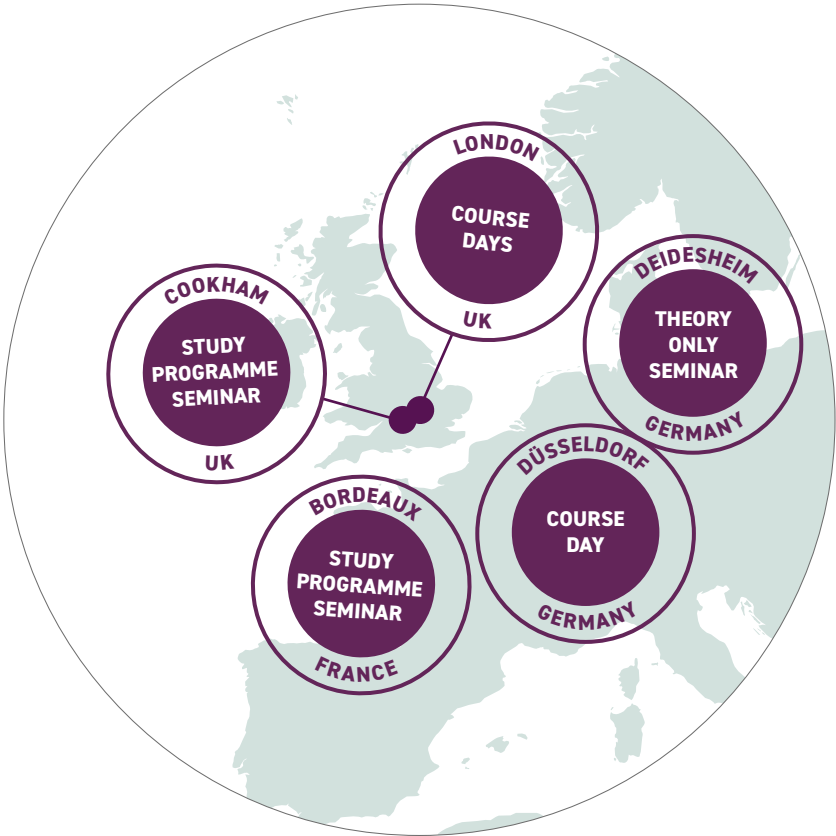 LONDON
COURSE
DAYS
UK
DEIDESHEIM
THEORY
ONLY
SEMINAR
GERMANY
COOKHAM
STUDY
PROGRAMME
SEMINAR
UK
DÜSSELDORF
COURSE
DAY
GERMANY
BORDEAUX
STUDY
PROGRAMME
SEMINAR
FRANCE